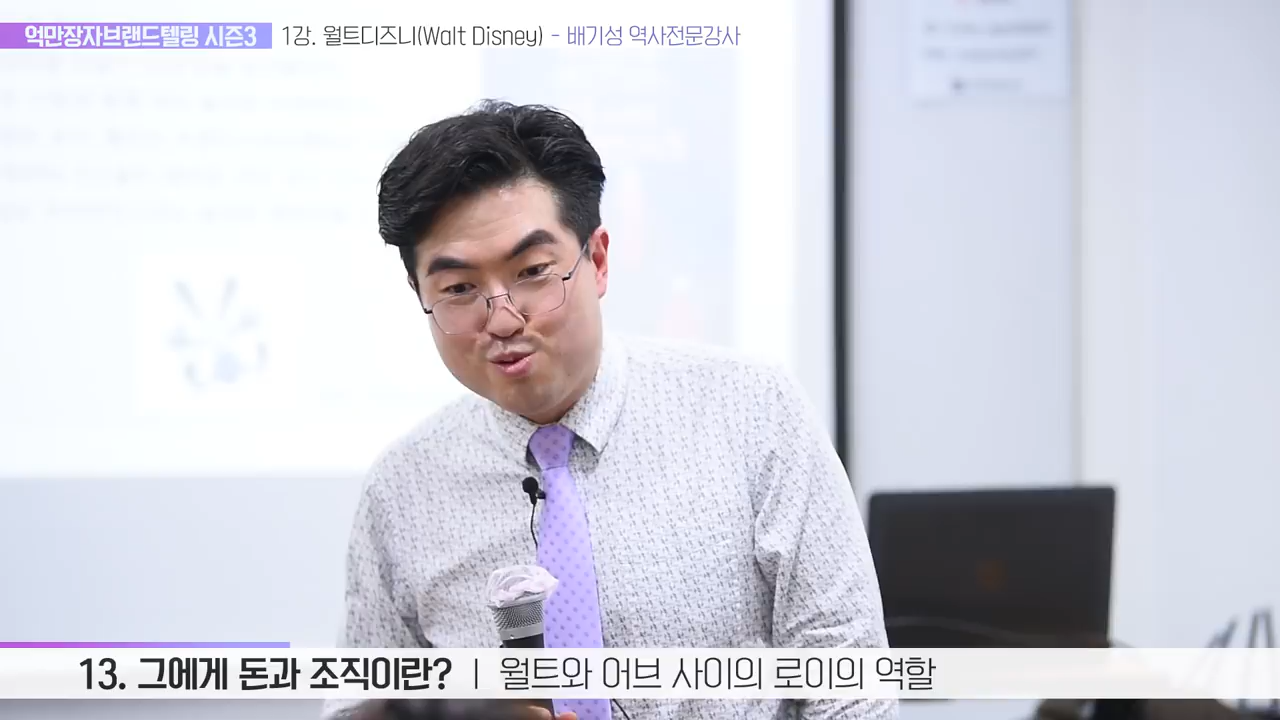 억만장자브랜드텔링 시즌3 1강. 월트디즈니(Walt Disney) - 배기성 역사전문강사
13. 그에게 돈과 조직이란? | 월트와 어브 사이의 로이의 역할